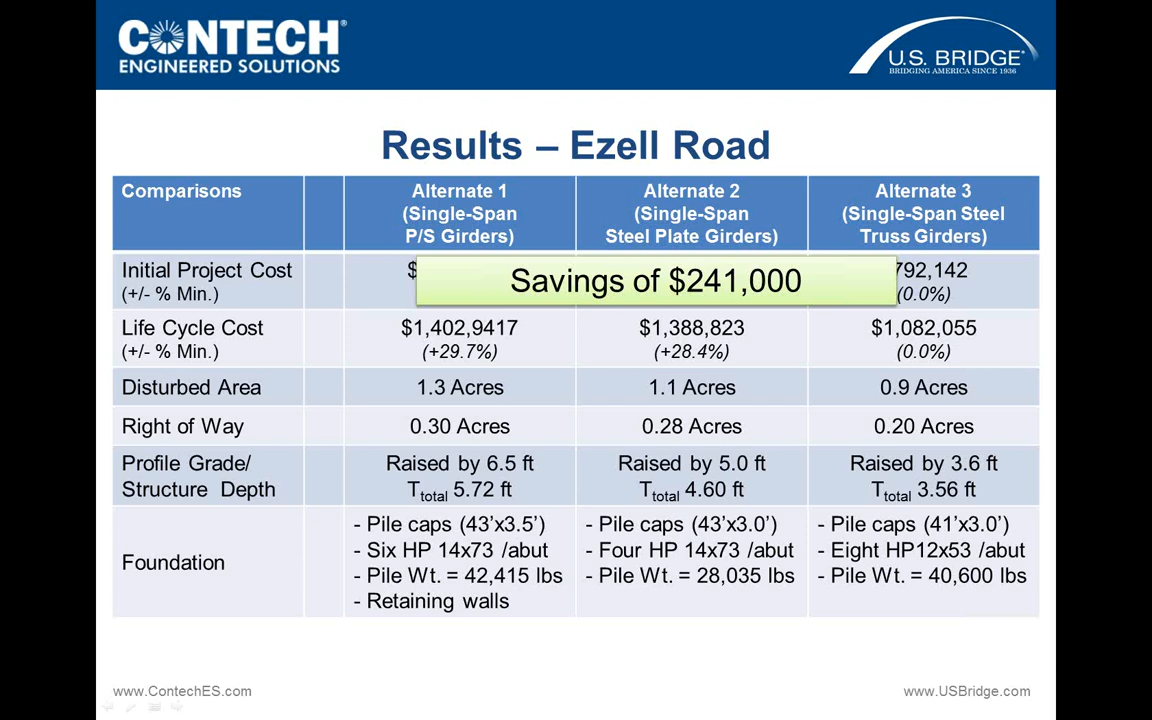 CONTECH®
ENGINEERED SOLUTIONS
U.S. BRIDGE®
BRIDGING AMERICA SINCE 1936
Results – Ezell Road
Comparisons
Alternate 1
(Single-Span
P/S Girders)
Alternate 2
(Single-Span
Steel Plate Girders)
Alternate 3
(Single-Span Steel
Truss Girders)
Initial Project Cost
(+/- % Min.)
$
Savings of $241,000
792,142
(0.0%)
Life Cycle Cost
(+/- % Min.)
$1,402,9417
(+29.7%)
$1,388,823
(+28.4%)
$1,082,055
(0.0%)
Disturbed Area
1.3 Acres
1.1 Acres
0.9 Acres
Right of Way
0.30 Acres
0.28 Acres
0.20 Acres
Profile Grade/
Structure Depth
Raised by 6.5 ft
Ttotal 5.72 ft
Raised by 5.0 ft
Ttotal 4.60 ft
Raised by 3.6 ft
Ttotal 3.56 ft
Foundation
- Pile caps (43’x3.5’)
- Six HP 14x73 /abut
- Pile Wt. = 42,415 lbs
- Retaining walls
- Pile caps (43’x3.0’)
- Four HP 14x73 /abut
- Pile Wt. = 28,035 lbs
- Pile caps (41’x3.0’)
- Eight HP12x53 /abut
- Pile Wt. = 40,600 lbs
www.ContechES.com
www.USBridge.com